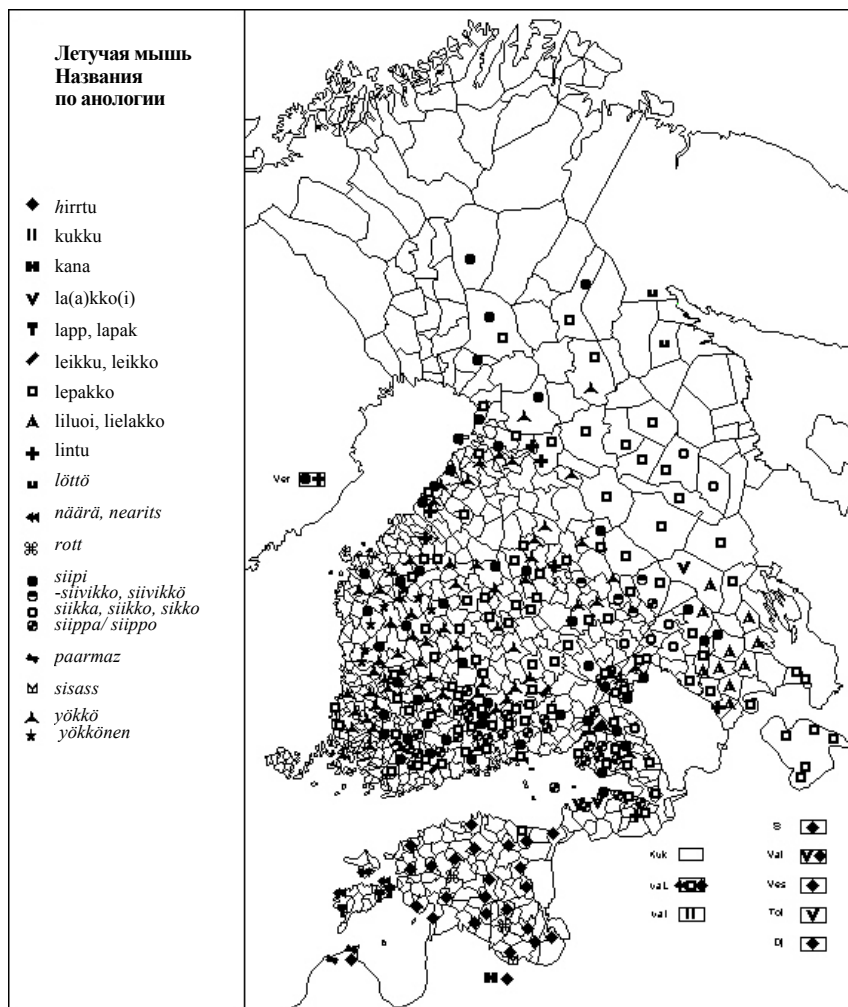 Летучая мышь
Названия
по анологии
hirrtu
kukku
kana
la(a)kko(i)
lapp, lapak
leikku, leikko
lepakko
liluoi, lielakko
lintu
löttö
näärä, nearits
rott
siipi
-siivikko, siivikkö
siikka, siikko, sikko
siippa/ siippo
paarmaz
sisass
yökkö
yökkönen
Ver
Kuk
Val
Ves
Tol
Dj